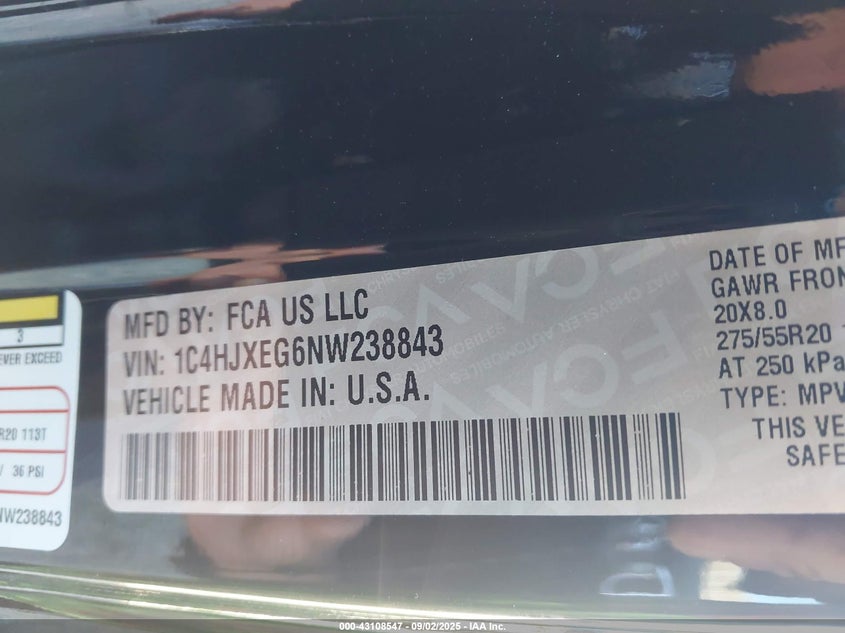 3
EVER EXCEED
R20 113T
/ 36 PSI
NW238843
MFD BY: FCA US LLC
VIN: 1C4HJXEG6NW238843
VEHICLE MADE IN: U.S.A.
DATE OF MF
GAWR FRON
20X8.0
275/55R20 1
AT 250 kPa
TYPE: MPV
THIS VE
SAFE
000-43108547 - 09/02/2025 - IAA Inc.